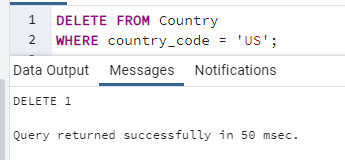 1 DELETE FROM Country
2 WHERE country_code = 'US';
Data Output Messages Notifications
DELETE 1
Query returned successfully in 50 msec.